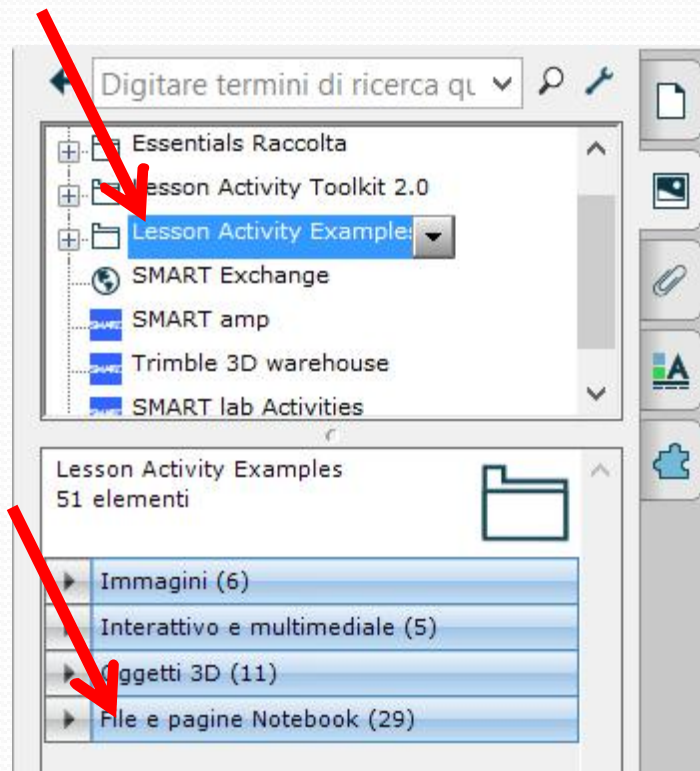 Digitare termini di ricerca qu
Essentials Raccolta
Lesson Activity Toolkit 2.0
Lesson Activity Examples
SMART Exchange
SMART amp
Trimble 3D warehouse
SMART lab Activities
Lesson Activity Examples
51 elementi
Immagini (6)
Interattivo e multimediale (5)
Oggetti 3D (11)
File e pagine Notebook (29)